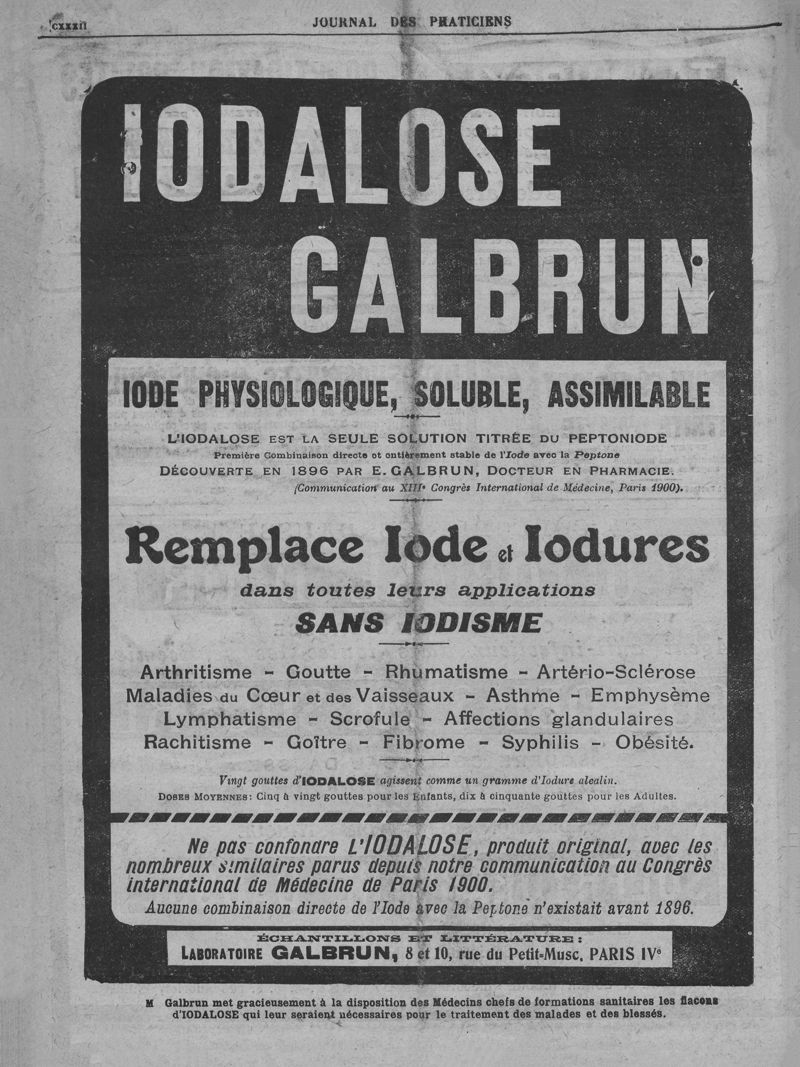 cxxxii
JOURNAL DES PRATICIENS
IODALOSE
GALBRUN
IODE PHYSIOLOGIQUE, SOLUBLE, ASSIMILABLE
L'IODALOSE EST LA SEULE SOLUTION TITRÉE DU PEPTONIODE
Première Combinaison directe et entièrement stable de l'Iode avec la Peptone
DÉCOUVERTE EN 1896 PAR E. GALBRUN, DOCTEUR EN PHARMACIE.
(Communication au XIIIe Congrès International de Médecine, Paris 1900).
Remplace Iode et Iodures
dans toutes leurs applications
SANS IODISME
Arthritisme - Goutte - Rhumatisme - Artério-Sclérose
Maladies du Cœur et des Vaisseaux - Asthme - Emphysème
Lymphatisme - Scrofule - Affections glandulaires
Rachitisme - Goître - Fibrome - Syphilis - Obésité.
Vingt gouttes d'IODALOSE agissent comme un gramme d'Iodure alcalin.
DOSES MOYENNES: Cinq à vingt gouttes pour les Enfants, dix à cinquante gouttes pour les Adultes.
Ne pas confondre L'IODALOSE, produit original, avec les
nombreux similaires parus depuis notre communication au Congrès
international de Médecine de Paris 1900.
Aucune combinaison directe de l'Iode avec la Peptone n'existait avant 1896.
ÉCHANTILLONS ET LITTÉRATURE:
LABORATOIRE GALBRUN, 8 et 10, rue du Petit-Musc, PARIS IVe
M Galbrun met gracieusement à la disposition des Médecins chefs de formations sanitaires les flacons
d'IODALOSE qui leur seraient nécessaires pour le traitement des malades et des blessés.